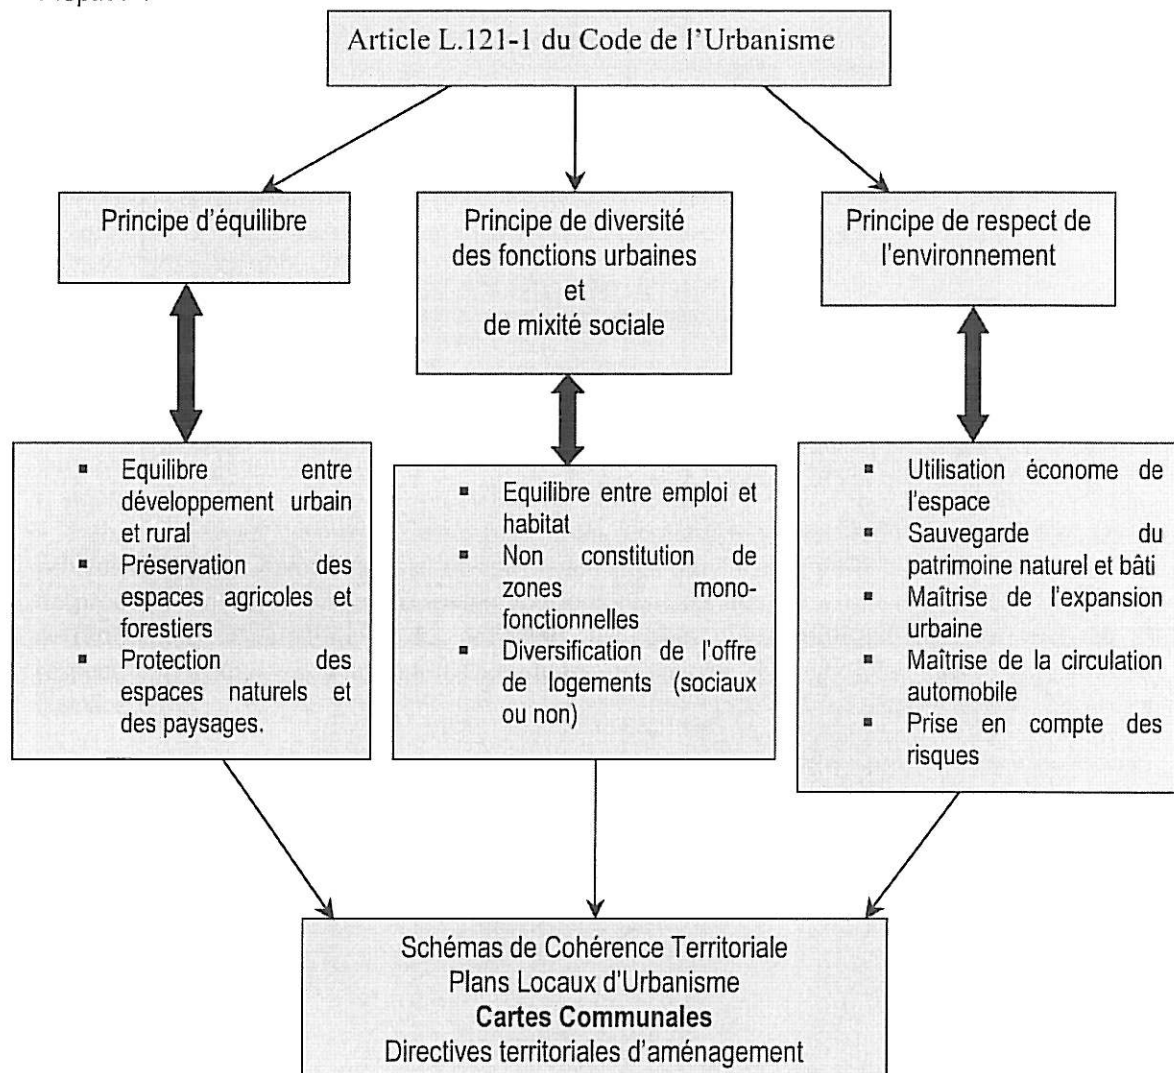 Article L.121-1 du Code de l'Urbanisme
Principe d'équilibre
Principe de diversité
des fonctions urbaines
et
de mixité sociale
Principe de respect de
l'environnement
▪ Equilibre entre
développement urbain
et rural
▪ Préservation des
espaces agricoles et
forestiers
▪ Protection des
espaces naturels et
des paysages.
▪ Equilibre entre emploi et
habitat
▪ Non constitution de
zones mono-
fonctionnelles
▪ Diversification de l'offre
de logements (sociaux
ou non)
▪ Utilisation économe de
l'espace
▪ Sauvegarde du
patrimoine naturel et bâti
▪ Maîtrise de l'expansion
urbaine
▪ Maîtrise de la circulation
automobile
▪ Prise en compte des
risques
Schémas de Cohérence Territoriale
Plans Locaux d'Urbanisme
Cartes Communales
Directives territoriales d'aménagement